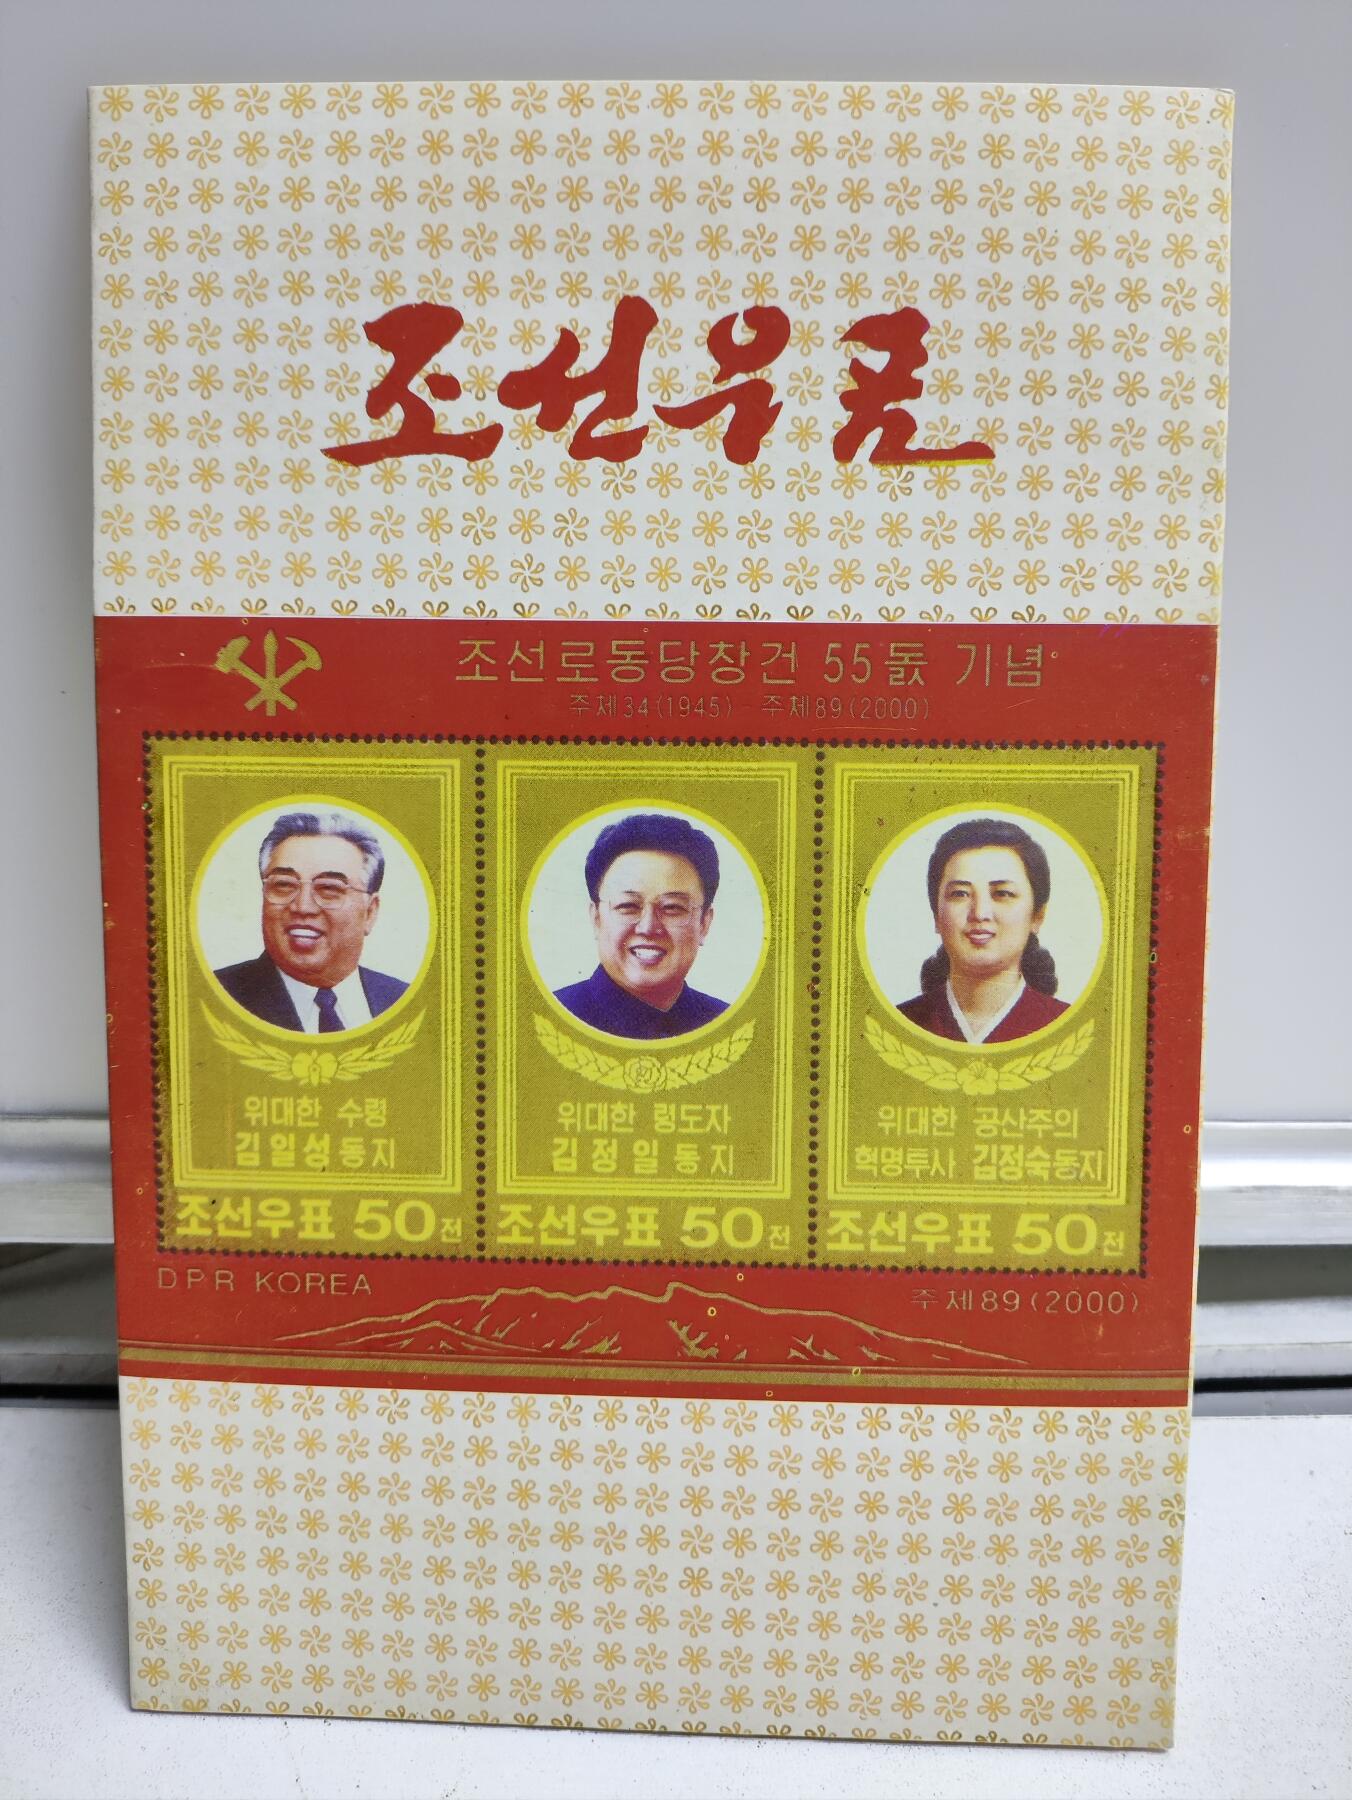 조선우표
조선로동당창건 55돐 기념
주체34(1945) - 주체89(2000)
위대한 수령
김일성동지
조선우표 50전
위대한 령도자
김정일동지
조선우표 50전
위대한 공산주의
혁명투사 김정숙동지
조선우표 50전
DPR KOREA
주체89(2000)